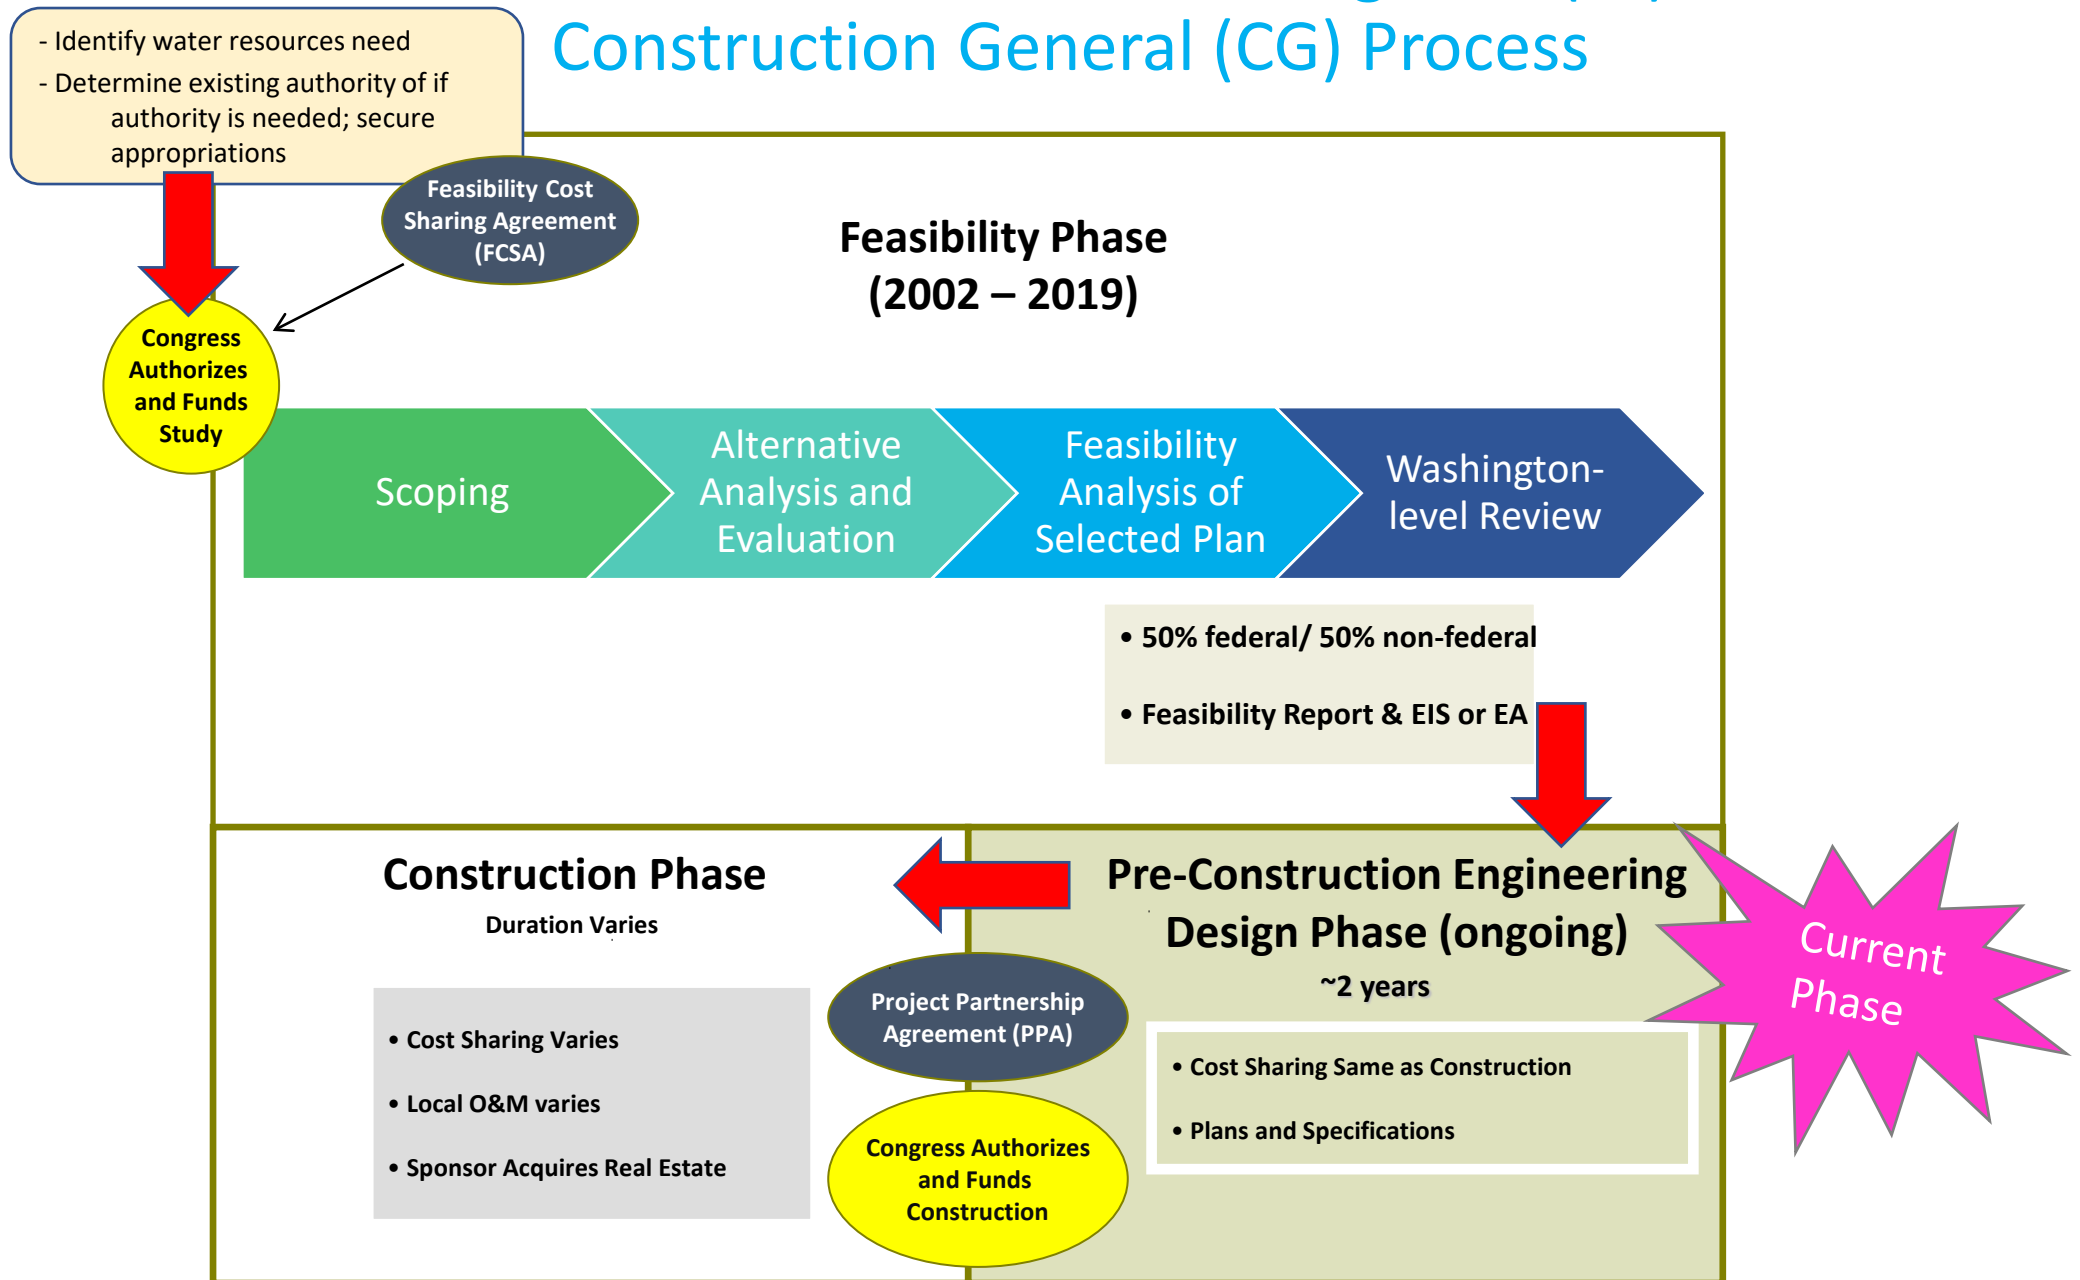 Construction General (CG) Process
- Identify water resources need
- Determine existing authority of if
authority is needed; secure
appropriations
Feasibility Cost
Sharing Agreement
(FCSA)
Feasibility Phase
(2002 – 2019)
Congress
Authorizes
and Funds
Study
Scoping
Alternative
Analysis and
Evaluation
Feasibility
Analysis of
Selected Plan
Washington-
level Review
• 50% federal/ 50% non-federal
• Feasibility Report & EIS or EA
Construction Phase
Duration Varies
• Cost Sharing Varies
• Local O&M varies
• Sponsor Acquires Real Estate
Project Partnership
Agreement (PPA)
Congress Authorizes
and Funds
Construction
Pre-Construction Engineering
Design Phase (ongoing)
~2 years
• Cost Sharing Same as Construction
• Plans and Specifications
Current
Phase